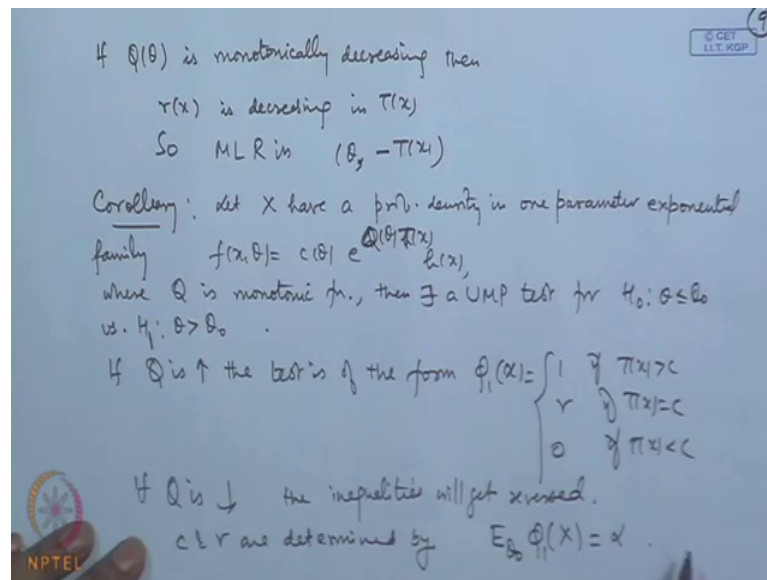 9
© CET
I.I.T. KGP
If Q(θ) is monotonically decreasing then
r(x) is decreasing in T(x)
So MLR in (θ, -T(x))
Corollary: Let X have a prob. density in one parameter exponential
family f(x,θ) = c(θ) e^{Q(θ)T(x)} h(x),
where Q is monotonic fn., then ∃ a UMP test for H₀: θ ≤ θ₀
vs. H₁: θ > θ₀ .
If Q is ↑ the test is of the form φ₁(x) = { 1 if T(x) > c
r if T(x) = c
0 if T(x) < c
If Q is ↓ the inequalities will get reversed.
c & r are determined by E_{θ₀} φ₁(X) = α .
NPTEL